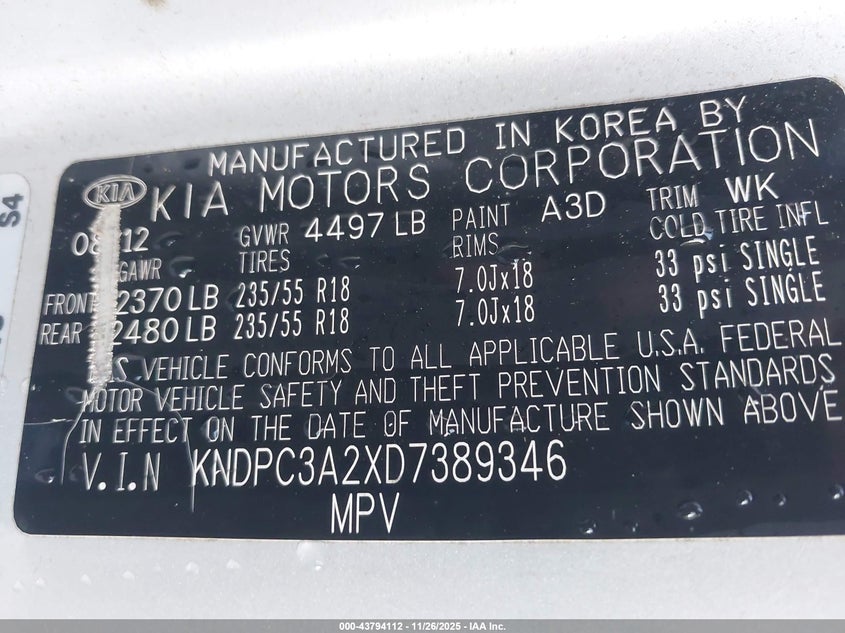 MANUFACTURED IN KOREA BY
KIA KIA MOTORS CORPORATION
12 GVWR 4497 LB PAINT A3D TRIM WK
GAWR TIRES RIMS COLD TIRE INFL
FRONT 2370 LB 235/55 R18 7.0Jx18 33 psi SINGLE
REAR 2480 LB 235/55 R18 7.0Jx18 33 psi SINGLE
VEHICLE CONFORMS TO ALL APPLICABLE U.S.A. FEDERAL
MOTOR VEHICLE SAFETY AND THEFT PREVENTION STANDARDS
IN EFFECT ON THE DATE OF MANUFACTURE SHOWN ABOVE
V.I.N KNDPC3A2XD7389346
MPV
S4
000-43794112 - 11/26/2025 - IAA Inc.